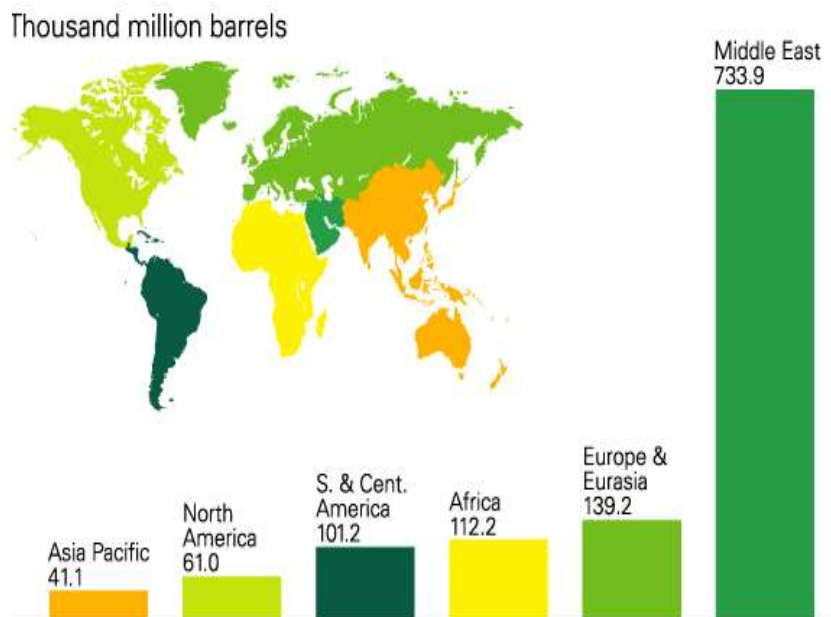 Thousand million barrels
Middle East
733.9
Europe &
Eurasia
139.2
S. & Cent.
America
101.2
Africa
112.2
North
America
61.0
Asia Pacific
41.1